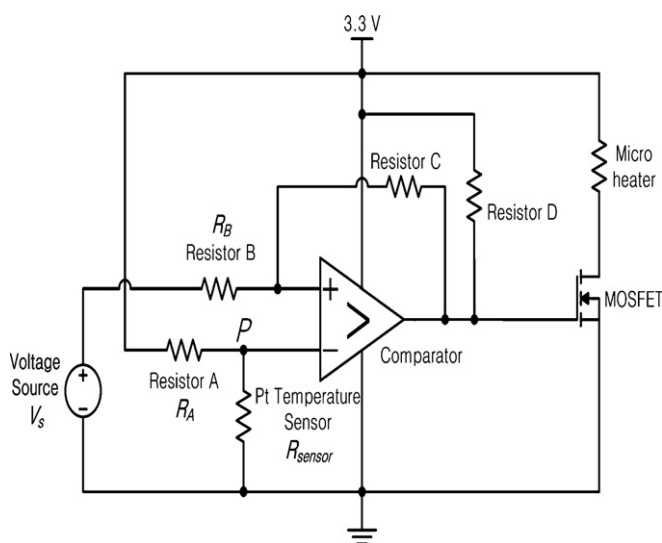 3.3 V
Resistor C
Micro
heater
Resistor D
R_B
Resistor B
MOSFET
+
P
−
Comparator
Voltage
Source
V_s
+
−
Resistor A
R_A
Pt Temperature
Sensor
R_sensor